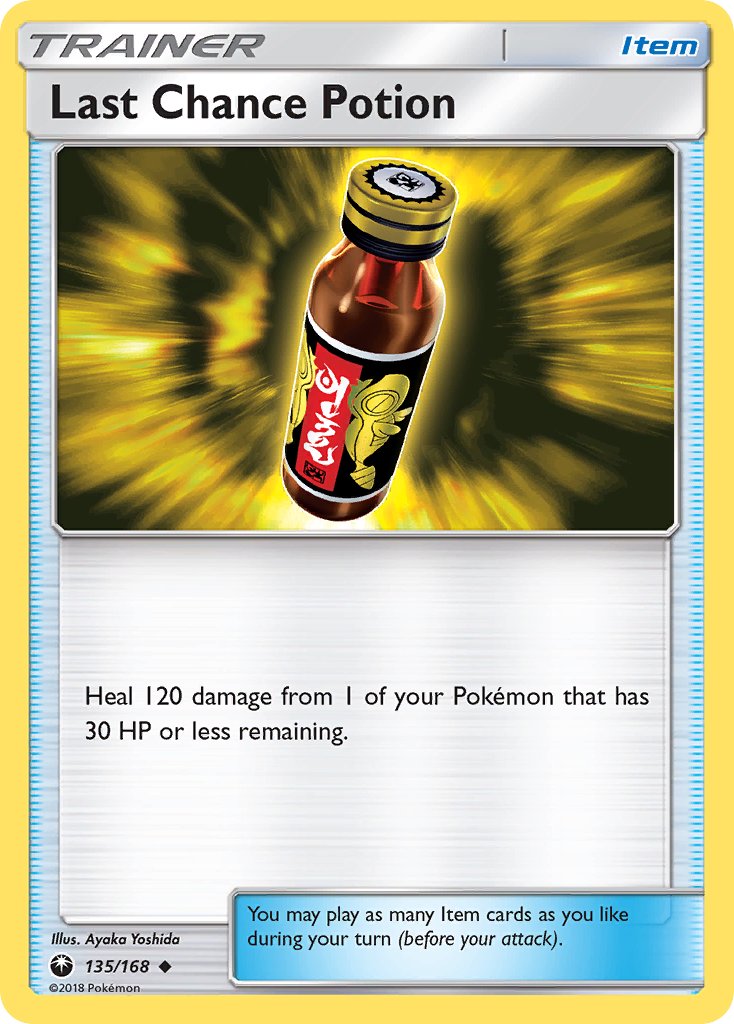 TRAINER
Item
Last Chance Potion
Heal 120 damage from 1 of your Pokémon that has
30 HP or less remaining.
You may play as many Item cards as you like
during your turn (before your attack).
Illus. Ayaka Yoshida
135/168
©2018 Pokémon